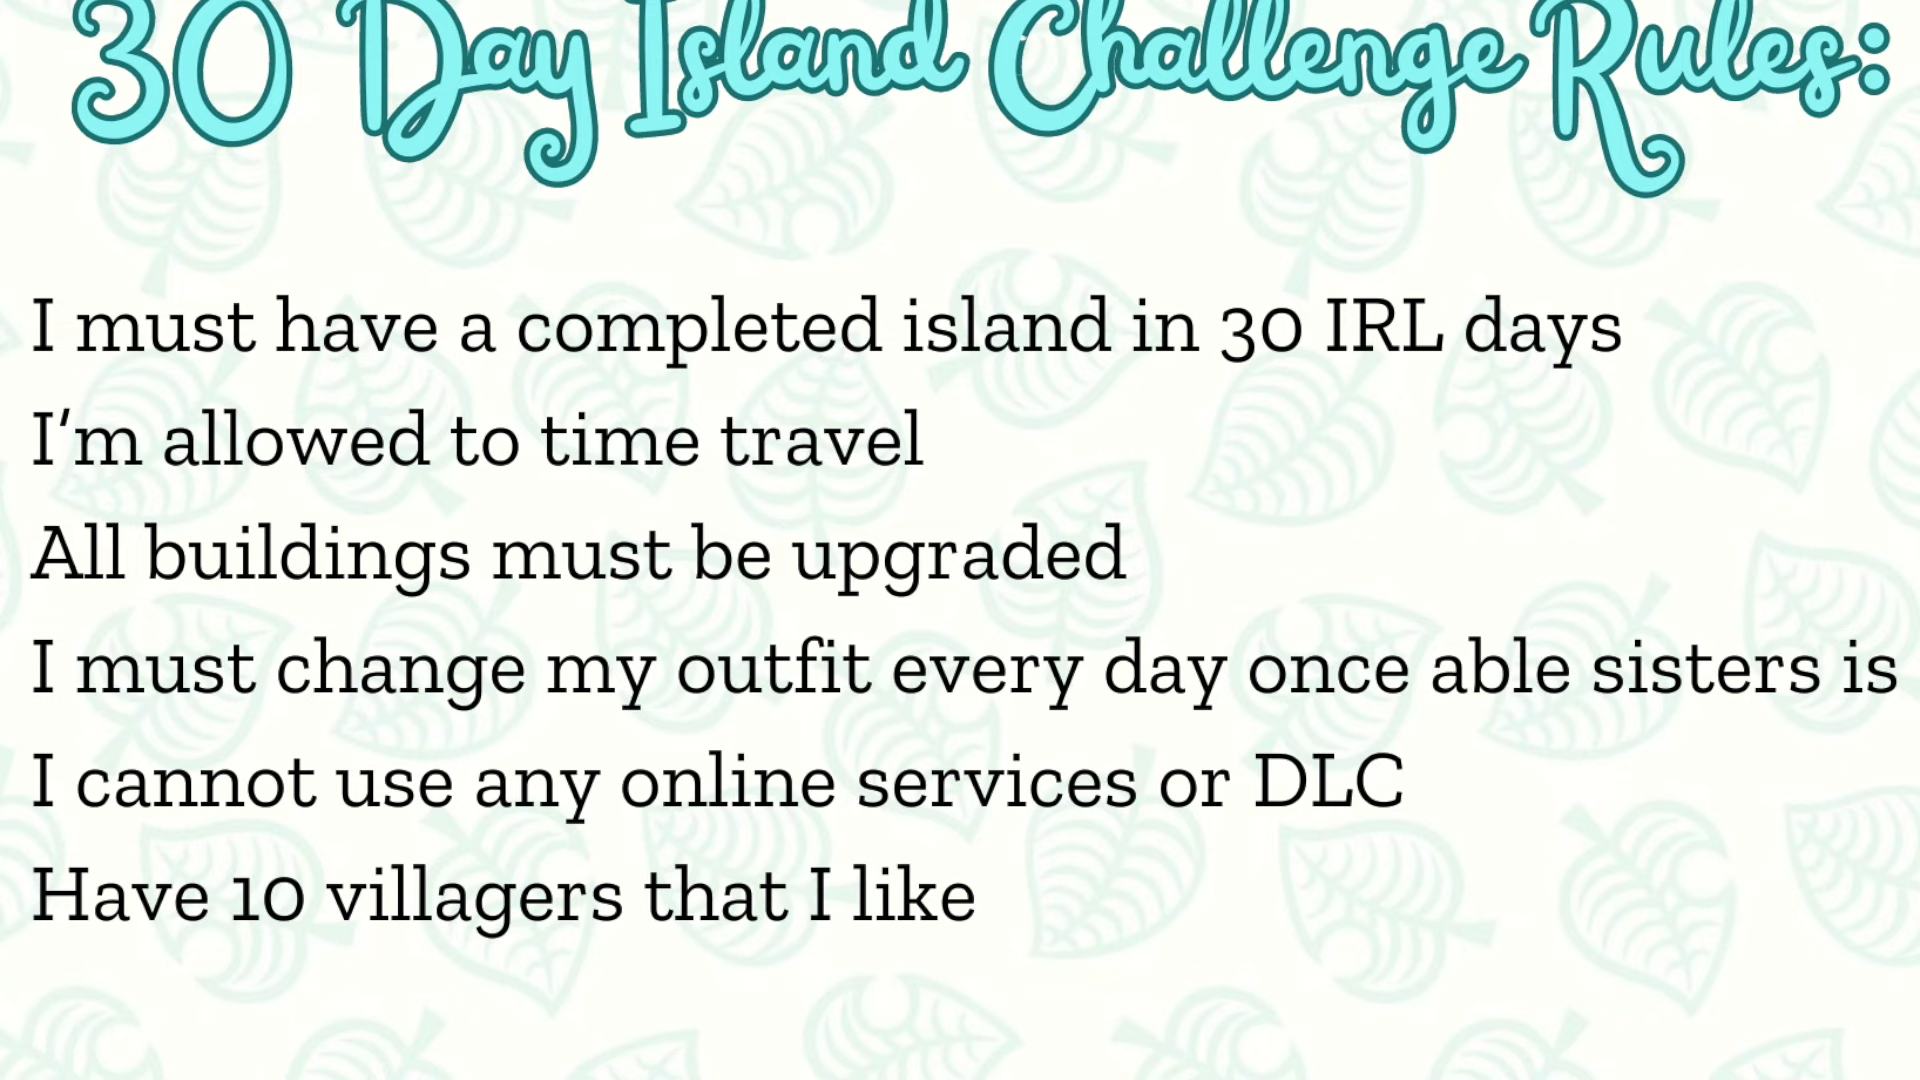 30 Day Island Challenge Rules:
I must have a completed island in 30 IRL days
I'm allowed to time travel
All buildings must be upgraded
I must change my outfit every day once able sisters is
I cannot use any online services or DLC
Have 10 villagers that I like